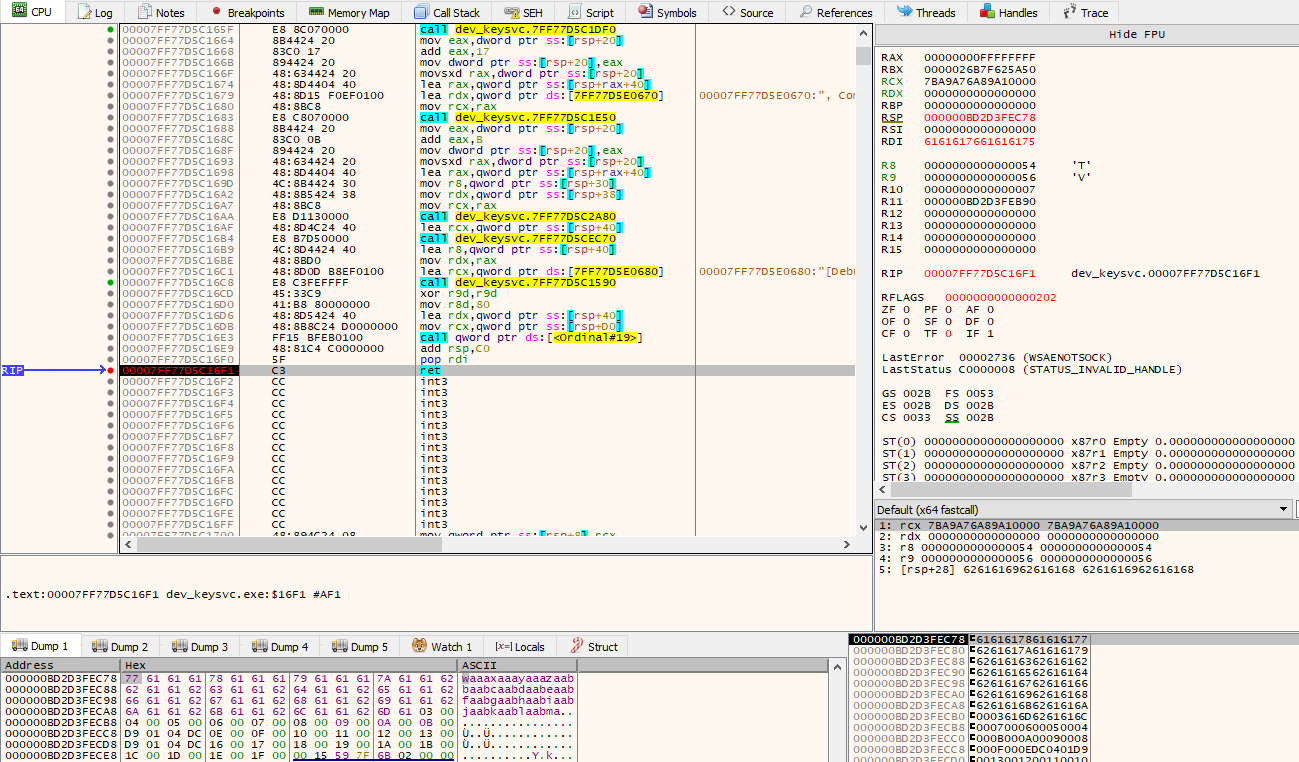 CPU Log Notes Breakpoints Memory Map Call Stack SEH Script Symbols Source References Threads Handles Trace
00007FF77D5C165F E8 8C070000 call dev_keysvc.7FF77D5C1DF0
00007FF77D5C1664 8B4424 20 mov eax,dword ptr ss:[rsp+20]
00007FF77D5C1668 83C0 17 add eax,17
00007FF77D5C166B 894424 20 mov dword ptr ss:[rsp+20],eax
00007FF77D5C166F 48:634424 20 movsxd rax,dword ptr ss:[rsp+20]
00007FF77D5C1674 48:8D4404 40 lea rax,qword ptr ss:[rsp+rax+40]
00007FF77D5C1679 48:8D15 F0EF0100 lea rdx,qword ptr ds:[7FF77D5E0670] 00007FF77D5E0670:", Co
00007FF77D5C1680 48:8BC8 mov rcx,rax
00007FF77D5C1683 E8 C8070000 call dev_keysvc.7FF77D5C1E50
00007FF77D5C1688 8B4424 20 mov eax,dword ptr ss:[rsp+20]
00007FF77D5C168C 83C0 0B add eax,B
00007FF77D5C168F 894424 20 mov dword ptr ss:[rsp+20],eax
00007FF77D5C1693 48:634424 20 movsxd rax,dword ptr ss:[rsp+20]
00007FF77D5C1698 48:8D4404 40 lea rax,qword ptr ss:[rsp+rax+40]
00007FF77D5C169D 4C:8B4424 30 mov r8,qword ptr ss:[rsp+30]
00007FF77D5C16A2 48:8B5424 38 mov rdx,qword ptr ss:[rsp+38]
00007FF77D5C16A7 48:8BC8 mov rcx,rax
00007FF77D5C16AA E8 D1130000 call dev_keysvc.7FF77D5C2A80
00007FF77D5C16AF 48:8D4C24 40 lea rcx,qword ptr ss:[rsp+40]
00007FF77D5C16B4 E8 B7D50000 call dev_keysvc.7FF77D5CEC70
00007FF77D5C16B9 4C:8D4424 40 lea r8,qword ptr ss:[rsp+40]
00007FF77D5C16BE 48:8BD0 mov rdx,rax
00007FF77D5C16C1 48:8D0D B8EF0100 lea rcx,qword ptr ds:[7FF77D5E0680] 00007FF77D5E0680:"[Deb
00007FF77D5C16C8 E8 C3FEFFFF call dev_keysvc.7FF77D5C1590
00007FF77D5C16CD 45:33C9 xor r9d,r9d
00007FF77D5C16D0 41:B8 80000000 mov r8d,80
00007FF77D5C16D6 48:8D5424 40 lea rdx,qword ptr ss:[rsp+40]
00007FF77D5C16DB 48:8B8C24 D0000000 mov rcx,qword ptr ss:[rsp+D0]
00007FF77D5C16E3 FF15 BFEB0100 call qword ptr ds:[<Ordinal#19>]
00007FF77D5C16E9 48:81C4 C0000000 add rsp,C0
00007FF77D5C16F0 5F pop rdi
RIP 00007FF77D5C16F1 C3 ret
00007FF77D5C16F2 CC int3
00007FF77D5C16F3 CC int3
00007FF77D5C16F4 CC int3
00007FF77D5C16F5 CC int3
00007FF77D5C16F6 CC int3
00007FF77D5C16F7 CC int3
00007FF77D5C16F8 CC int3
00007FF77D5C16F9 CC int3
00007FF77D5C16FA CC int3
00007FF77D5C16FB CC int3
00007FF77D5C16FC CC int3
00007FF77D5C16FD CC int3
00007FF77D5C16FE CC int3
00007FF77D5C16FF CC int3
00007FF77D5C1700 48:894C24 08 mov qword ptr ss:[rsp+8],rcx
Hide FPU
RAX 00000000FFFFFFFF
RBX 0000026B7F625A50
RCX 7BA9A76A89A10000
RDX 0000000000000000
RBP 0000000000000000
RSP 000000BD2D3FEC78
RSI 0000000000000000
RDI 6161617661616175
R8 0000000000000054 'T'
R9 0000000000000056 'V'
R10 0000000000000007
R11 000000BD2D3FEB90
R12 0000000000000000
R13 0000000000000000
R14 0000000000000000
R15 0000000000000000
RIP 00007FF77D5C16F1 dev_keysvc.00007FF77D5C16F1
RFLAGS 0000000000000202
ZF 0 PF 0 AF 0
OF 0 SF 0 DF 0
CF 0 TF 0 IF 1
LastError 00002736 (WSAENOTSOCK)
LastStatus C0000008 (STATUS_INVALID_HANDLE)
GS 002B FS 0053
ES 002B DS 002B
CS 0033 SS 002B
ST(0) 00000000000000000000 x87r0 Empty 0.000000000000000000
ST(1) 00000000000000000000 x87r1 Empty 0.000000000000000000
ST(2) 00000000000000000000 x87r2 Empty 0.000000000000000000
ST(3) 00000000000000000000 x87r3 Empty 0.000000000000000000
Default (x64 fastcall)
1: rcx 7BA9A76A89A10000 7BA9A76A89A10000
2: rdx 0000000000000000 0000000000000000
3: r8 0000000000000054 0000000000000054
4: r9 0000000000000056 0000000000000056
5: [rsp+28] 6261616962616168 6261616962616168
.text:00007FF77D5C16F1 dev_keysvc.exe:$16F1 #AF1
Dump 1 Dump 2 Dump 3 Dump 4 Dump 5 Watch 1 [x=] Locals Struct
Address Hex ASCII
000000BD2D3FEC78 77 61 61 61 78 61 61 61 79 61 61 61 7A 61 61 62 waaaxaaayaaazaab
000000BD2D3FEC88 62 61 61 62 63 61 61 62 64 61 61 62 65 61 61 62 baabcaabdaabeaab
000000BD2D3FEC98 66 61 61 62 67 61 61 62 68 61 61 62 69 61 61 62 faabgaabhaabiaab
000000BD2D3FECA8 6A 61 61 62 6B 61 61 62 6C 61 61 62 6D 61 03 00 jaabkaablaabma..
000000BD2D3FECB8 04 00 05 00 06 00 07 00 08 00 09 00 0A 00 0B 00 ................
000000BD2D3FECC8 D9 01 04 DC 0E 00 0F 00 10 00 11 00 12 00 13 00 Ù..Ü............
000000BD2D3FECD8 D9 01 04 DC 16 00 17 00 18 00 19 00 1A 00 1B 00 Ù..Ü............
000000BD2D3FECE8 1C 00 1D 00 1E 00 1F 00 00 15 59 7F 6B 02 00 00 ..........Y.k...
000000BD2D3FEC78 6161617861616177
000000BD2D3FEC80 6261617A61616179
000000BD2D3FEC88 6261616362616162
000000BD2D3FEC90 6261616562616164
000000BD2D3FEC98 6261616762616166
000000BD2D3FECA0 6261616962616168
000000BD2D3FECA8 6261616B6261616A
000000BD2D3FECB0 0003616D6261616C
000000BD2D3FECB8 0007000600050004
000000BD2D3FECC0 000B000A00090008
000000BD2D3FECC8 000F000EDC0401D9
000000BD2D3FECD0 0013001200110010